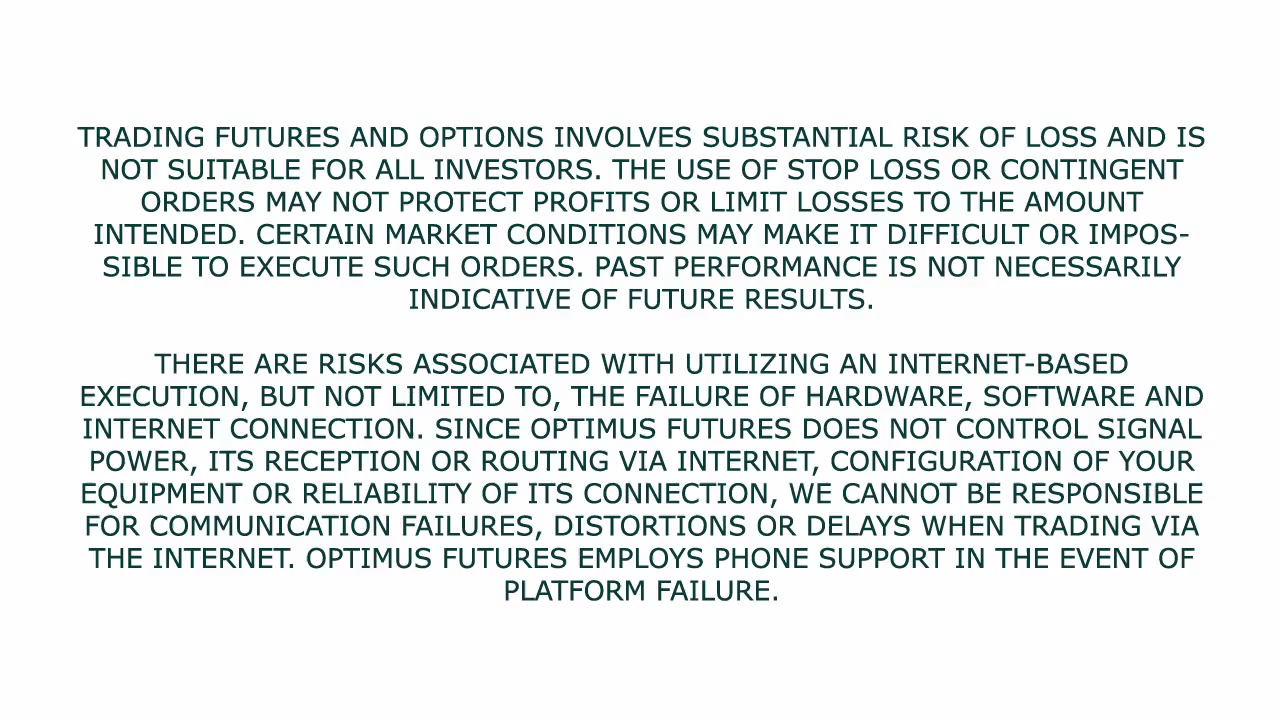 TRADING FUTURES AND OPTIONS INVOLVES SUBSTANTIAL RISK OF LOSS AND IS
NOT SUITABLE FOR ALL INVESTORS. THE USE OF STOP LOSS OR CONTINGENT
ORDERS MAY NOT PROTECT PROFITS OR LIMIT LOSSES TO THE AMOUNT
INTENDED. CERTAIN MARKET CONDITIONS MAY MAKE IT DIFFICULT OR IMPOS-
SIBLE TO EXECUTE SUCH ORDERS. PAST PERFORMANCE IS NOT NECESSARILY
INDICATIVE OF FUTURE RESULTS.
THERE ARE RISKS ASSOCIATED WITH UTILIZING AN INTERNET-BASED
EXECUTION, BUT NOT LIMITED TO, THE FAILURE OF HARDWARE, SOFTWARE AND
INTERNET CONNECTION. SINCE OPTIMUS FUTURES DOES NOT CONTROL SIGNAL
POWER, ITS RECEPTION OR ROUTING VIA INTERNET, CONFIGURATION OF YOUR
EQUIPMENT OR RELIABILITY OF ITS CONNECTION, WE CANNOT BE RESPONSIBLE
FOR COMMUNICATION FAILURES, DISTORTIONS OR DELAYS WHEN TRADING VIA
THE INTERNET. OPTIMUS FUTURES EMPLOYS PHONE SUPPORT IN THE EVENT OF
PLATFORM FAILURE.